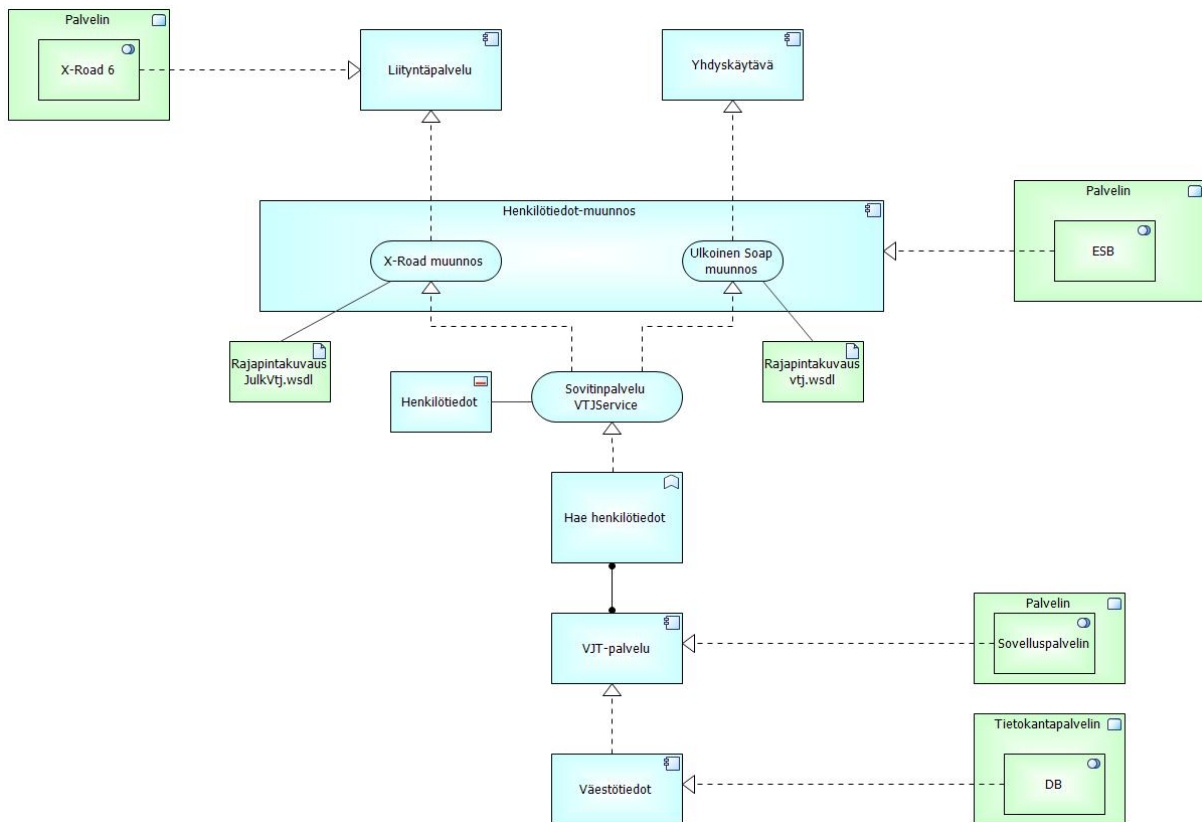 Palvelin
X-Road 6
Liityntäpalvelu
Yhdyskäytävä
Henkilötiedot-muunnos
X-Road muunnos
Ulkoinen Soap
muunnos
Palvelin
ESB
Rajapintakuvaus
JulkVtj.wsdl
Rajapintakuvaus
vtj.wsdl
Henkilötiedot
Sovitinpalvelu
VTJService
Hae henkilötiedot
VJT-palvelu
Palvelin
Sovelluspalvelin
Väestötiedot
Tietokantapalvelin
DB